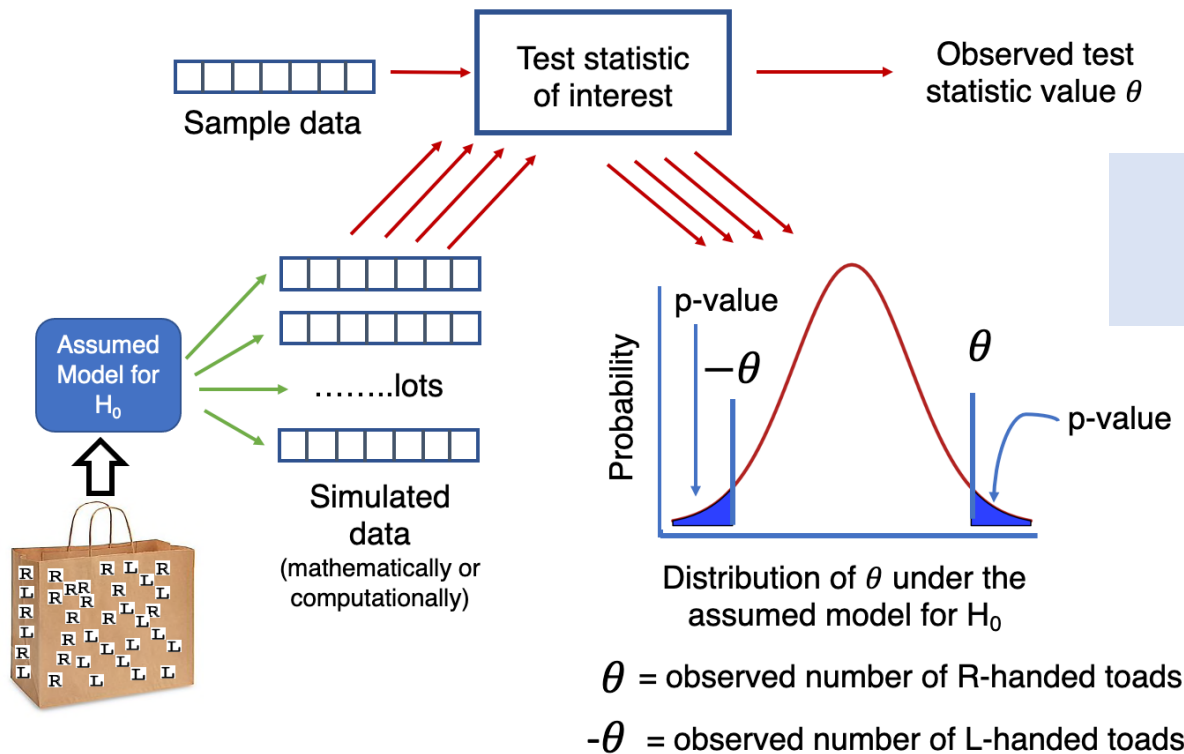 Test statistic
of interest
Observed test
statistic value θ
Sample data
Assumed
Model for
H₀
........lots
Simulated
data
(mathematically or
computationally)
Probability
p-value
−θ
θ
p-value
Distribution of θ under the
assumed model for H₀
θ = observed number of R-handed toads
-θ = observed number of L-handed toads
R
L
R
L
R
L
R
R
R
R
R
R
L
R
L
R
R
L
L
R
L
R
L
L
R
L
L
L
R
L
L
L
R
L
L
L